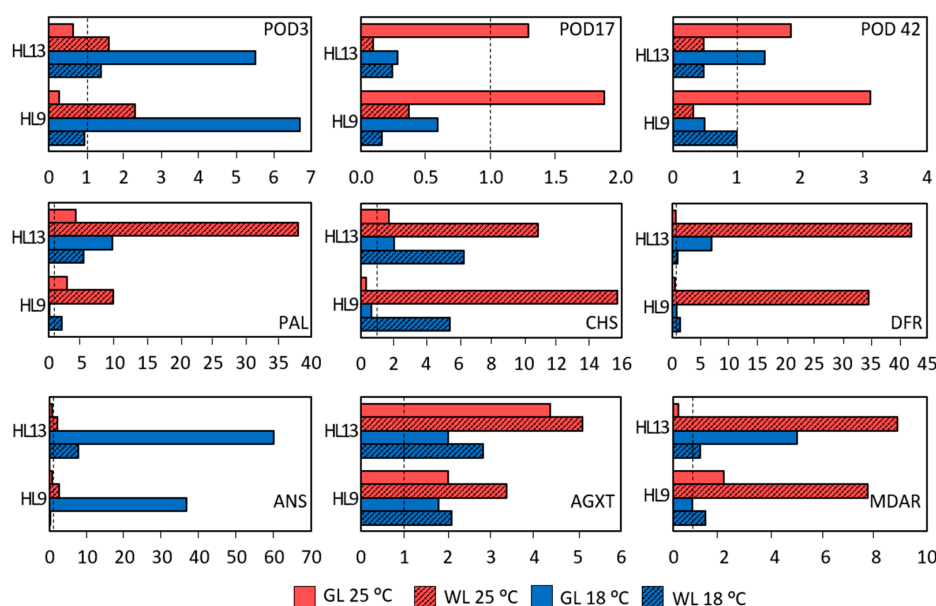 POD3
HL13
HL9
0 1 2 3 4 5 6 7
POD17
HL13
HL9
0.0 0.5 1.0 1.5 2.0
POD 42
HL13
HL9
0 1 2 3 4
HL13
HL9
PAL
0 5 10 15 20 25 30 35 40
HL13
HL9
CHS
0 2 4 6 8 10 12 14 16
HL13
HL9
DFR
0 5 10 15 20 25 30 35 40 45
HL13
HL9
ANS
0 10 20 30 40 50 60 70
HL13
HL9
AGXT
0 1 2 3 4 5 6
HL13
HL9
MDAR
0 2 4 6 8 10
GL 25 ºC WL 25 ºC GL 18 ºC WL 18 ºC